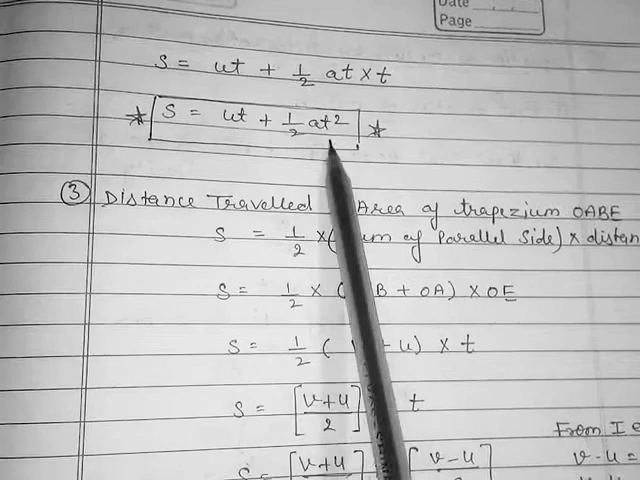 Date
Page
S = ut + 1/2 at × t
* S = ut + 1/2 at² *
③ Distance Travelled Area of trapezium OABE
S = 1/2 × ( of Parallel Side) × distan
S = 1/2 × ( B + OA) × OE
S = 1/2 ( - u) × t
S = [v+u/2] t
From I
S = [v+u [v-u
v-u =